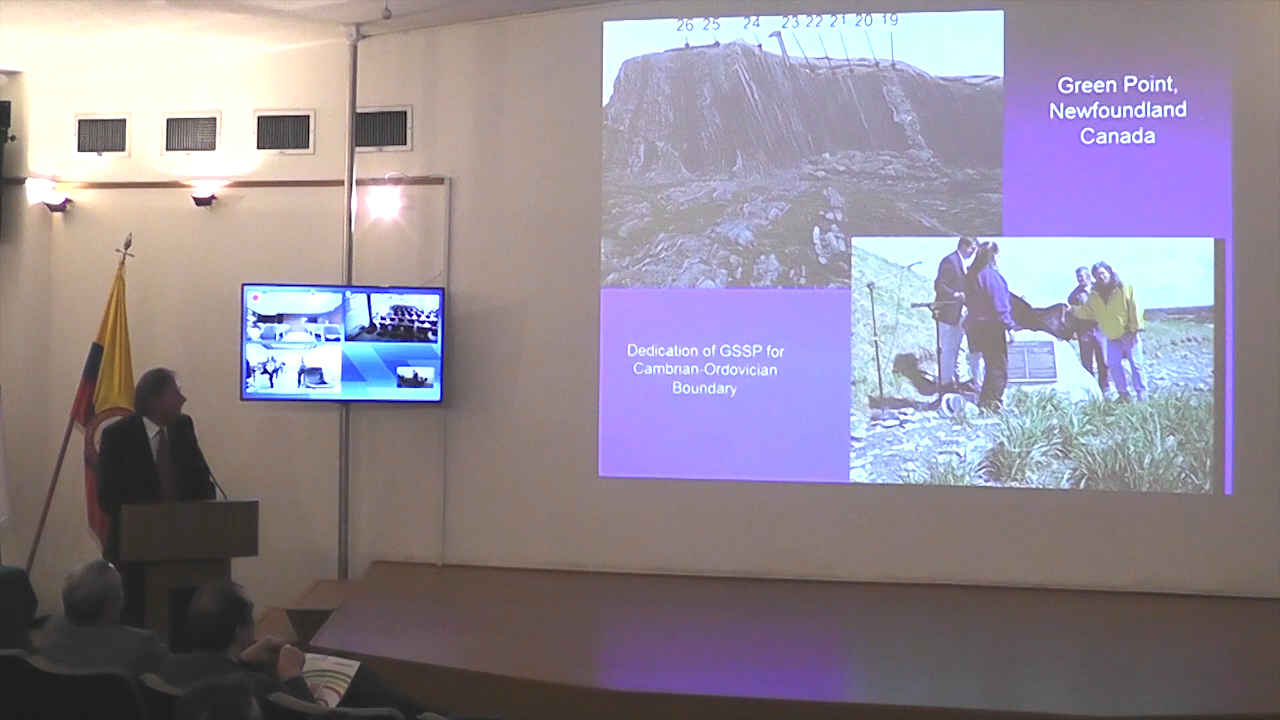 26 25 24 23 22 21 20 19
Green Point,
Newfoundland
Canada
Dedication of GSSP for
Cambrian-Ordovician
Boundary